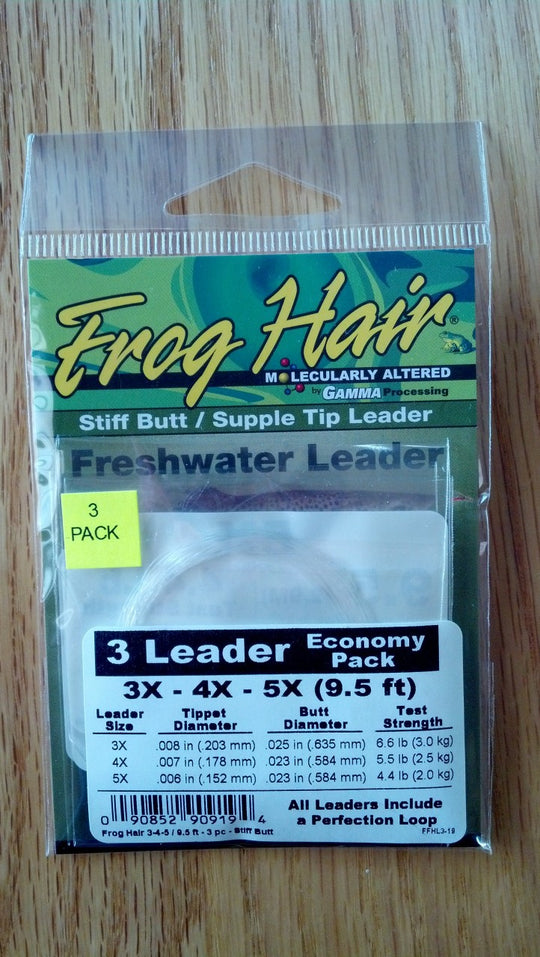 Frog Hair®
MOLECULARLY ALTERED
by GAMMA Processing
Stiff Butt / Supple Tip Leader
Freshwater Leader
3
PACK
3 Leader Economy Pack
3X - 4X - 5X (9.5 ft)
Leader Size Tippet Diameter Butt Diameter Test Strength
3X .008 in (.203 mm) .025 in (.635 mm) 6.6 lb (3.0 kg)
4X .007 in (.178 mm) .023 in (.584 mm) 5.5 lb (2.5 kg)
5X .006 in (.152 mm) .023 in (.584 mm) 4.4 lb (2.0 kg)
0 90852 90919 4
All Leaders Include
a Perfection Loop
Frog Hair 3-4-5 / 9.5 ft - 3 pc - Stiff Butt
FFHL3-19